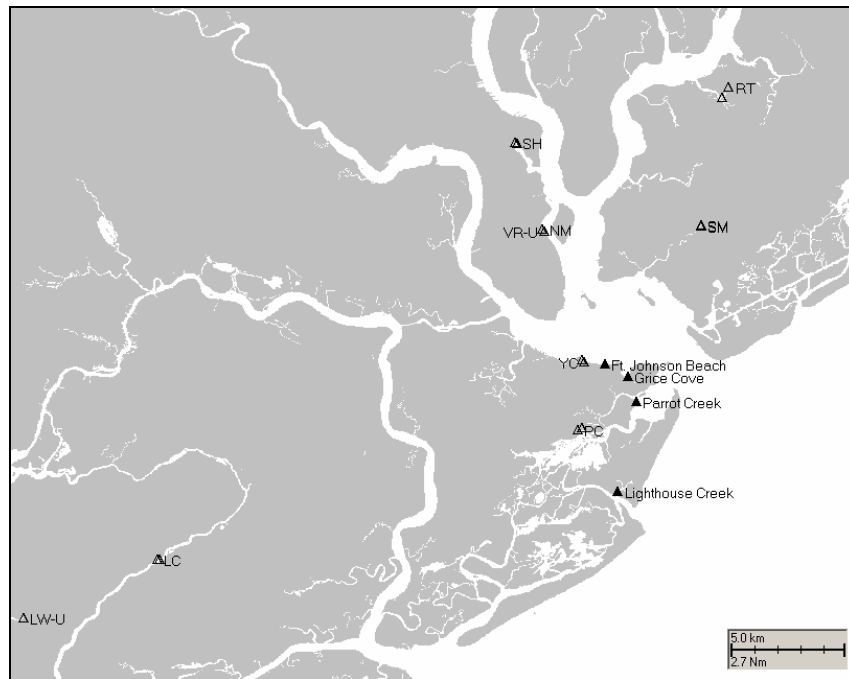 RT
SH
VR-U NM
SM
YC
Ft. Johnson Beach
Grice Cove
Parrot Creek
PC
Lighthouse Creek
LC
LW-U
5.0 km
2.7 Nm